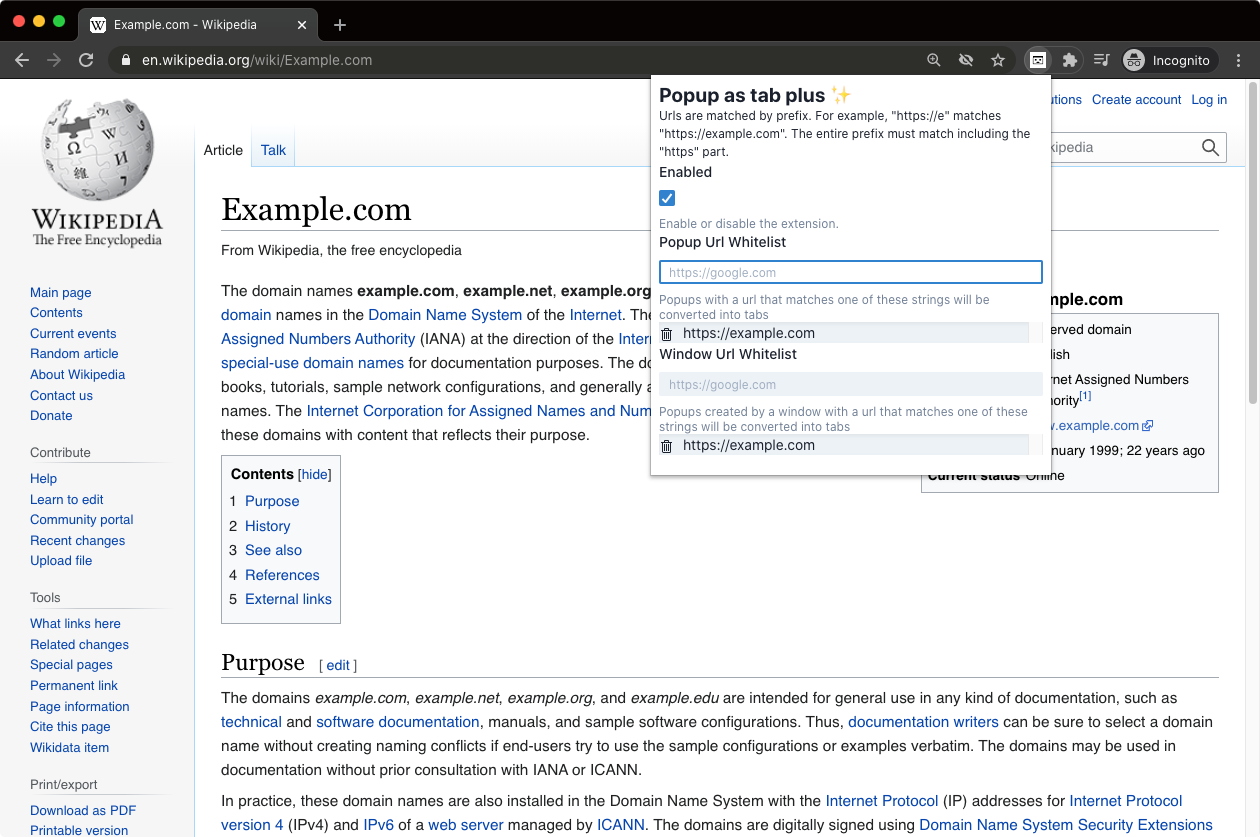 Example.com - Wikipedia
en.wikipedia.org/wiki/Example.com
Incognito
WIKIPEDIA
The Free Encyclopedia
Main page
Contents
Current events
Random article
About Wikipedia
Contact us
Donate
Contribute
Help
Learn to edit
Community portal
Recent changes
Upload file
Tools
What links here
Related changes
Special pages
Permanent link
Page information
Cite this page
Wikidata item
Print/export
Download as PDF
Printable version
Create account Log in
Article Talk
Example.com
From Wikipedia, the free encyclopedia
The domain names example.com, example.net, example.org
domain names in the Domain Name System of the Internet. The
Assigned Numbers Authority (IANA) at the direction of the
special-use domain names for documentation purposes. The
books, tutorials, sample network configurations, and generally
names. The Internet Corporation for Assigned Names and
these domains with content that reflects their purpose.
Contents [hide]
1 Purpose
2 History
3 See also
4 References
5 External links
Popup as tab plus ✨
Urls are matched by prefix. For example, "https://e" matches
"https://example.com". The entire prefix must match including the
"https" part.
Enabled
Enable or disable the extension.
Popup Url Whitelist
https://google.com
Popups with a url that matches one of these strings will be
converted into tabs
https://example.com
Window Url Whitelist
https://google.com
Popups created by a window with a url that matches one of these
strings will be converted into tabs
https://example.com
domain
Assigned Numbers
[1]
.example.com
1999; 22 years ago
Current status Online
Purpose [ edit ]
The domains example.com, example.net, example.org, and example.edu are intended for general use in any kind of documentation, such as
technical and software documentation, manuals, and sample software configurations. Thus, documentation writers can be sure to select a domain
name without creating naming conflicts if end-users try to use the sample configurations or examples verbatim. The domains may be used in
documentation without prior consultation with IANA or ICANN.
In practice, these domain names are also installed in the Domain Name System with the Internet Protocol (IP) addresses for Internet Protocol
version 4 (IPv4) and IPv6 of a web server managed by ICANN. The domains are digitally signed using Domain Name System Security Extensions